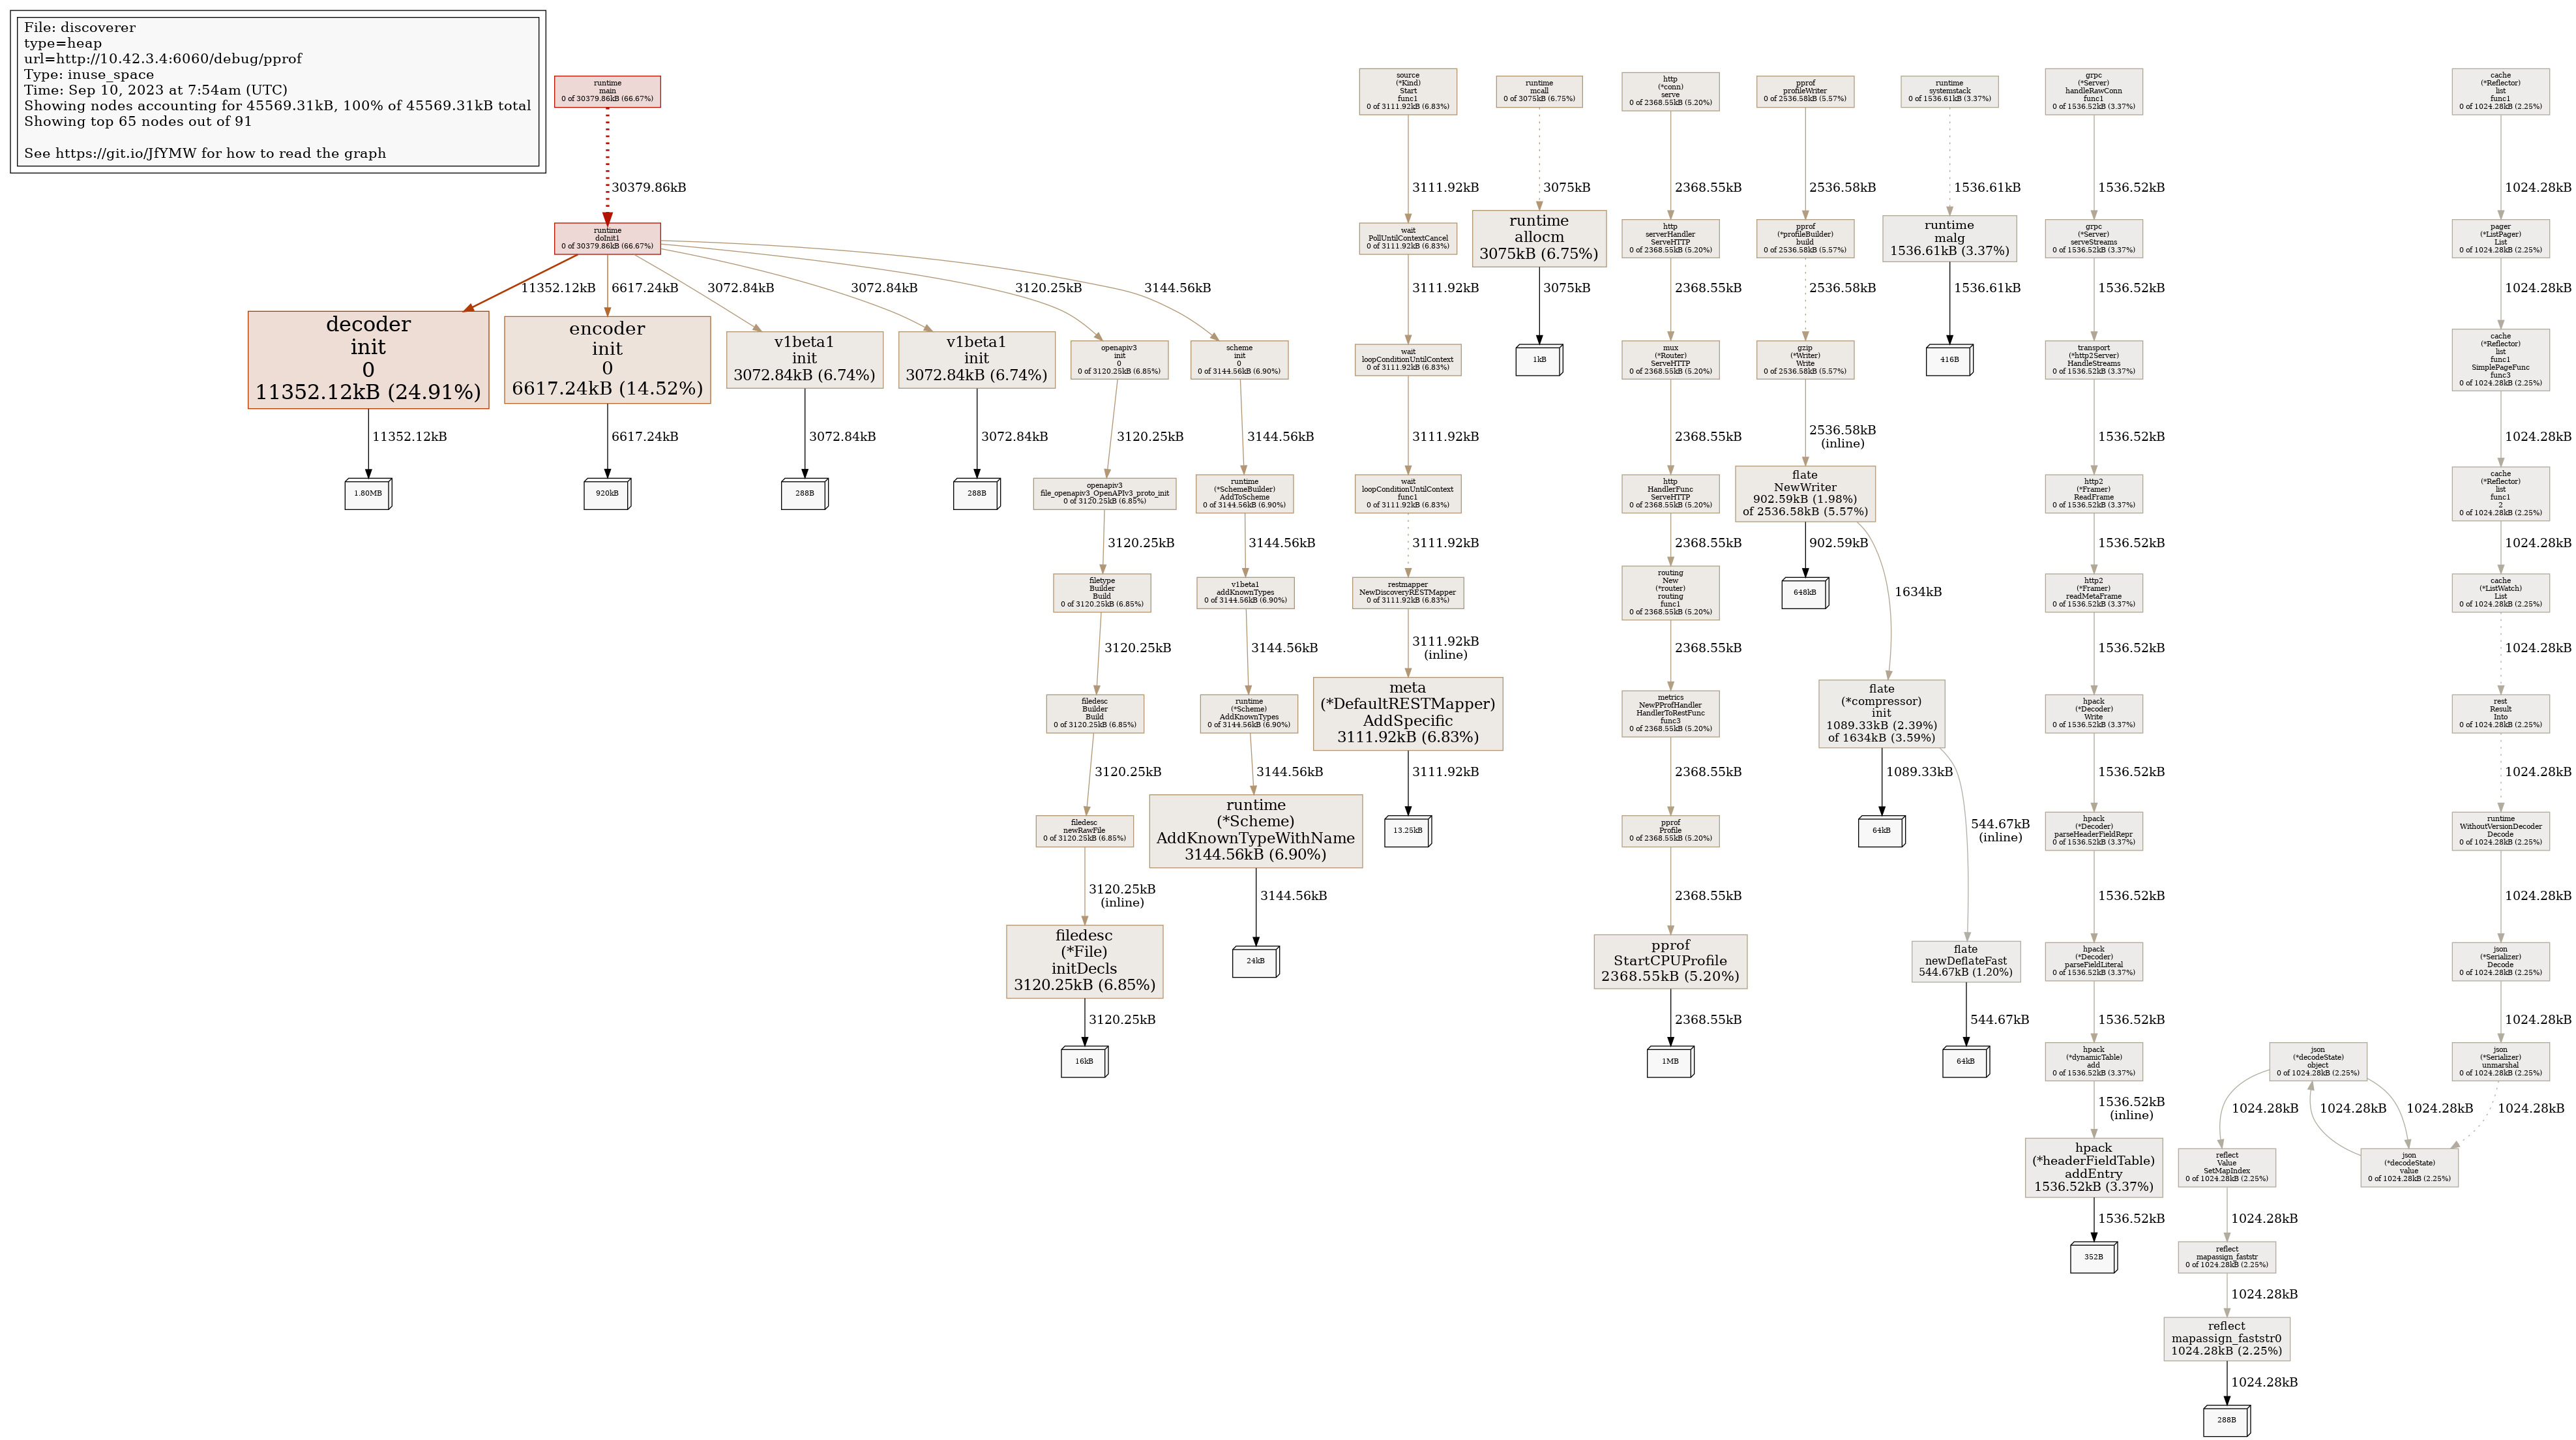 File: discoverer
type=heap
url=http://10.42.3.4:6060/debug/pprof
Type: inuse_space
Time: Sep 10, 2023 at 7:54am (UTC)
Showing nodes accounting for 45569.31kB, 100% of 45569.31kB total
Showing top 65 nodes out of 91
See https://git.io/JfYMW for how to read the graph
runtime
main
0 of 30379.86kB (66.67%)
30379.86kB
runtime
doInit1
0 of 30379.86kB (66.67%)
11352.12kB
6617.24kB
3072.84kB
3072.84kB
3120.25kB
3144.56kB
decoder
init
0
11352.12kB (24.91%)
11352.12kB
1.80MB
encoder
init
0
6617.24kB (14.52%)
6617.24kB
920kB
v1beta1
init
3072.84kB (6.74%)
3072.84kB
288B
v1beta1
init
3072.84kB (6.74%)
3072.84kB
288B
openapiv3
init
0
0 of 3120.25kB (6.85%)
3120.25kB
openapiv3
file_openapiv3_OpenAPIv3_proto_init
0 of 3120.25kB (6.85%)
3120.25kB
filetype
Builder
Build
0 of 3120.25kB (6.85%)
3120.25kB
filedesc
Builder
Build
0 of 3120.25kB (6.85%)
3120.25kB
filedesc
newRawFile
0 of 3120.25kB (6.85%)
3120.25kB
(inline)
filedesc
(*File)
initDecls
3120.25kB (6.85%)
3120.25kB
16kB
scheme
init
0
0 of 3144.56kB (6.90%)
3144.56kB
runtime
(*SchemeBuilder)
AddToScheme
0 of 3144.56kB (6.90%)
3144.56kB
v1beta1
addKnownTypes
0 of 3144.56kB (6.90%)
3144.56kB
runtime
(*Scheme)
AddKnownTypes
0 of 3144.56kB (6.90%)
3144.56kB
runtime
(*Scheme)
AddKnownTypeWithName
3144.56kB (6.90%)
3144.56kB
24kB
source
(*Kind)
Start
func1
0 of 3111.92kB (6.83%)
3111.92kB
wait
PollUntilContextCancel
0 of 3111.92kB (6.83%)
3111.92kB
wait
loopConditionUntilContext
0 of 3111.92kB (6.83%)
3111.92kB
wait
loopConditionUntilContext
func1
0 of 3111.92kB (6.83%)
3111.92kB
restmapper
NewDiscoveryRESTMapper
0 of 3111.92kB (6.83%)
3111.92kB
(inline)
meta
(*DefaultRESTMapper)
AddSpecific
3111.92kB (6.83%)
3111.92kB
13.25kB
runtime
mcall
0 of 3075kB (6.75%)
3075kB
runtime
allocm
3075kB (6.75%)
3075kB
1kB
http
(*conn)
serve
0 of 2368.55kB (5.20%)
2368.55kB
http
serverHandler
ServeHTTP
0 of 2368.55kB (5.20%)
2368.55kB
mux
(*Router)
ServeHTTP
0 of 2368.55kB (5.20%)
2368.55kB
http
HandlerFunc
ServeHTTP
0 of 2368.55kB (5.20%)
2368.55kB
routing
New
(*router)
routing
func1
0 of 2368.55kB (5.20%)
2368.55kB
metrics
NewPProfHandler
HandlerToRestFunc
func3
0 of 2368.55kB (5.20%)
2368.55kB
pprof
Profile
0 of 2368.55kB (5.20%)
2368.55kB
pprof
StartCPUProfile
2368.55kB (5.20%)
2368.55kB
1MB
pprof
profileWriter
0 of 2536.58kB (5.57%)
2536.58kB
pprof
(*profileBuilder)
build
0 of 2536.58kB (5.57%)
2536.58kB
gzip
(*Writer)
Write
0 of 2536.58kB (5.57%)
2536.58kB
(inline)
flate
NewWriter
902.59kB (1.98%)
of 2536.58kB (5.57%)
902.59kB
648kB
1634kB
flate
(*compressor)
init
1089.33kB (2.39%)
of 1634kB (3.59%)
1089.33kB
64kB
544.67kB
(inline)
flate
newDeflateFast
544.67kB (1.20%)
544.67kB
64kB
runtime
systemstack
0 of 1536.61kB (3.37%)
1536.61kB
runtime
malg
1536.61kB (3.37%)
1536.61kB
416B
grpc
(*Server)
handleRawConn
func1
0 of 1536.52kB (3.37%)
1536.52kB
grpc
(*Server)
serveStreams
0 of 1536.52kB (3.37%)
1536.52kB
transport
(*http2Server)
HandleStreams
0 of 1536.52kB (3.37%)
1536.52kB
http2
(*Framer)
ReadFrame
0 of 1536.52kB (3.37%)
1536.52kB
http2
(*Framer)
readMetaFrame
0 of 1536.52kB (3.37%)
1536.52kB
hpack
(*Decoder)
Write
0 of 1536.52kB (3.37%)
1536.52kB
hpack
(*Decoder)
parseHeaderFieldRepr
0 of 1536.52kB (3.37%)
1536.52kB
hpack
(*Decoder)
parseFieldLiteral
0 of 1536.52kB (3.37%)
1536.52kB
hpack
(*dynamicTable)
add
0 of 1536.52kB (3.37%)
1536.52kB
(inline)
hpack
(*headerFieldTable)
addEntry
1536.52kB (3.37%)
1536.52kB
352B
cache
(*Reflector)
list
func1
0 of 1024.28kB (2.25%)
1024.28kB
pager
(*ListPager)
List
0 of 1024.28kB (2.25%)
1024.28kB
cache
(*Reflector)
list
func1
SimplePageFunc
func3
0 of 1024.28kB (2.25%)
1024.28kB
cache
(*Reflector)
list
func1
2
0 of 1024.28kB (2.25%)
1024.28kB
cache
(*ListWatch)
List
0 of 1024.28kB (2.25%)
1024.28kB
rest
Result
Into
0 of 1024.28kB (2.25%)
1024.28kB
runtime
WithoutVersionDecoder
Decode
0 of 1024.28kB (2.25%)
1024.28kB
json
(*Serializer)
Decode
0 of 1024.28kB (2.25%)
1024.28kB
json
(*Serializer)
unmarshal
0 of 1024.28kB (2.25%)
1024.28kB
json
(*decodeState)
value
0 of 1024.28kB (2.25%)
1024.28kB
json
(*decodeState)
object
0 of 1024.28kB (2.25%)
1024.28kB
1024.28kB
reflect
Value
SetMapIndex
0 of 1024.28kB (2.25%)
1024.28kB
reflect
mapassign_faststr
0 of 1024.28kB (2.25%)
1024.28kB
reflect
mapassign_faststr0
1024.28kB (2.25%)
1024.28kB
288B